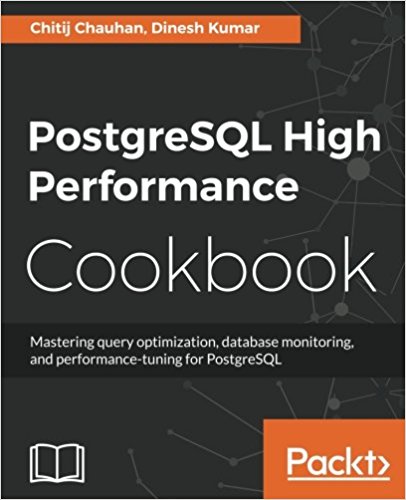 Chitij Chauhan, Dinesh Kumar
PostgreSQL High
Performance
Cookbook
Mastering query optimization, database monitoring,
and performance-tuning for PostgreSQL
Packt>